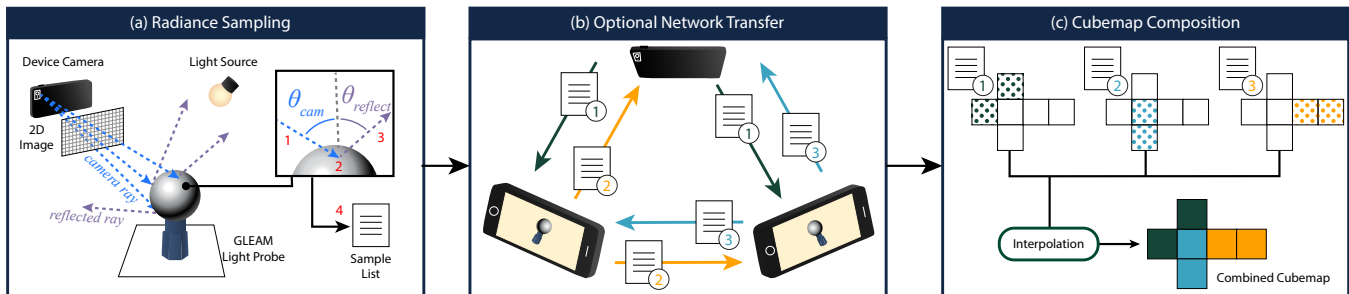 (a) Radiance Sampling
Device Camera
Light Source
2D
Image
camera ray
reflected ray
GLEAM
Light Probe
θcam
θreflect
1
2
3
4
Sample
List
(b) Optional Network Transfer
1
2
1
3
3
2
(c) Cubemap Composition
1
2
3
Interpolation
Combined Cubemap